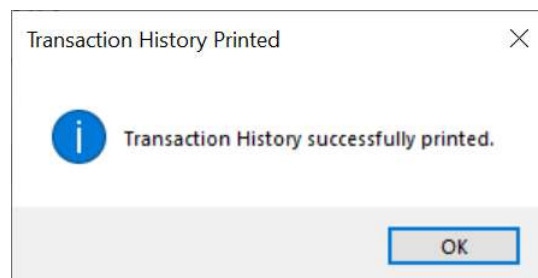 Transaction History Printed
Transaction History successfully printed.
OK